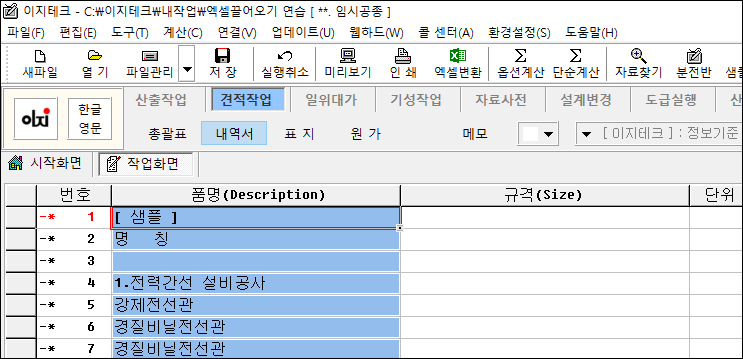 이지테크 - C:\이지테크\내작업\엑셀끌어오기 연습 [ **. 임시공종 ]
파일(F) 편집(E) 도구(T) 계산(C) 연결(V) 업데이트(U) 웹하드(W) 콜 센터(A) 환경설정(S) 도움말(H)
새파일 열 기 파일관리 저 장 실행취소 미리보기 인 쇄 엑셀변환 옵션계산 단순계산 자료찾기 분전반 샘플
산출작업 견적작업 일위대가 기성작업 자료사전 설계변경 도급실행 산
이지 한글
영문
총괄표 내역서 표 지 원 가 메모 [ 이지테크 ] : 정보기준
시작화면 작업화면
번호 품명(Description) 규격(Size) 단위
-* 1 [ 샘플 ]
-* 2 명 칭
-* 3
-* 4 1.전력간선 설비공사
-* 5 강제전선관
-* 6 경질비닐전선관
-* 7 경질비닐전선관